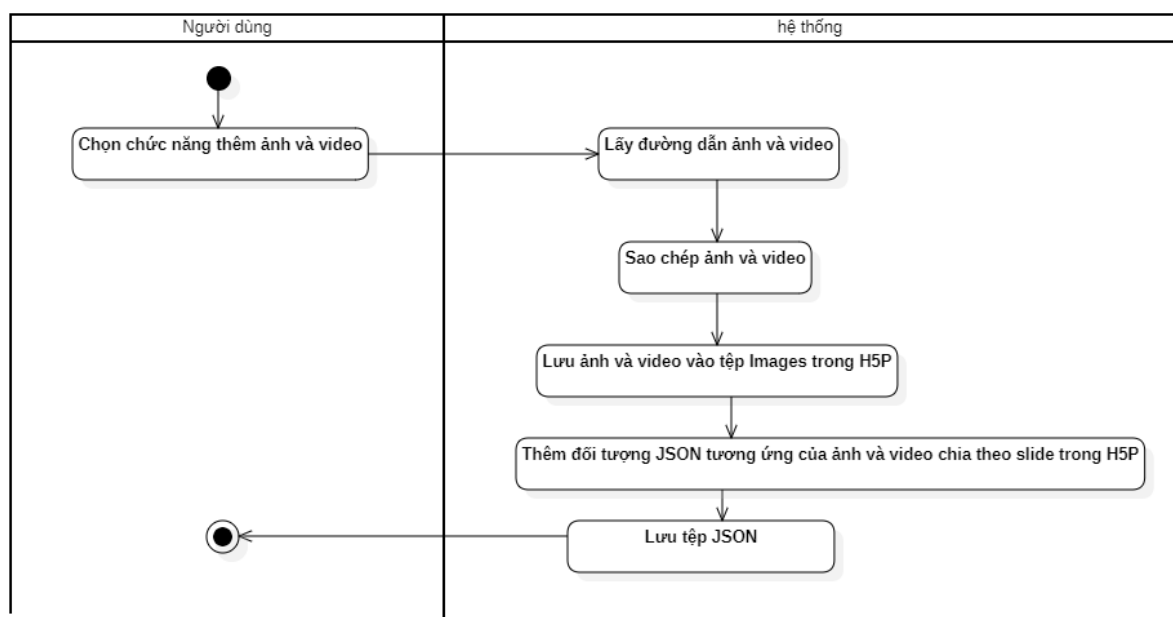 Người dùng
hệ thống
Chọn chức năng thêm ảnh và video
Lấy đường dẫn ảnh và video
Sao chép ảnh và video
Lưu ảnh và video vào tệp Images trong H5P
Thêm đối tượng JSON tương ứng của ảnh và video chia theo slide trong H5P
Lưu tệp JSON